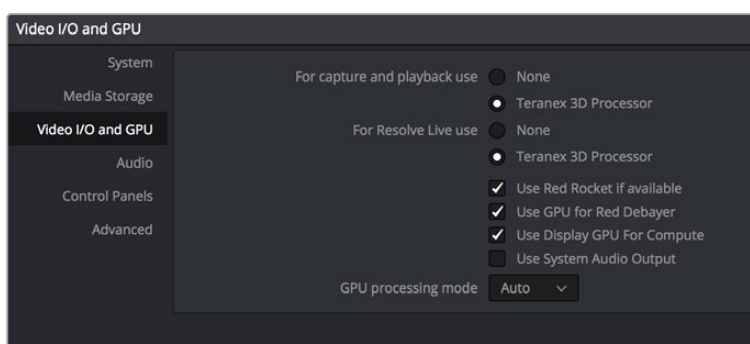 Video I/O and GPU
System
Media Storage
Video I/O and GPU
Audio
Control Panels
Advanced
For capture and playback use None
Teranex 3D Processor
For Resolve Live use None
Teranex 3D Processor
Use Red Rocket if available
Use GPU for Red Debayer
Use Display GPU For Compute
Use System Audio Output
GPU processing mode Auto